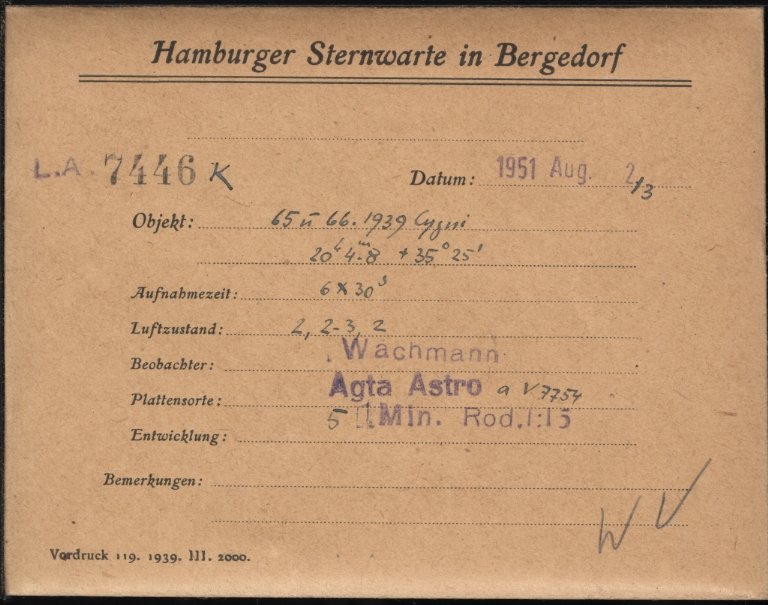 Hamburger Sternwarte in Bergedorf
L.A. 7446 K Datum: 1951 Aug. 2/3
Objekt: 65 u 66.1939 Cygni
20h 4m.8 + 35° 25'
Aufnahmezeit: 6 x 30s
Luftzustand: 2, 2-3, 2
Beobachter: Wachmann
Plattensorte: Agta Astro a V 7754
Entwicklung: 5 Min. Rod.1:15
Bemerkungen:
W V
Vordruck 119. 1939. III. 2000.